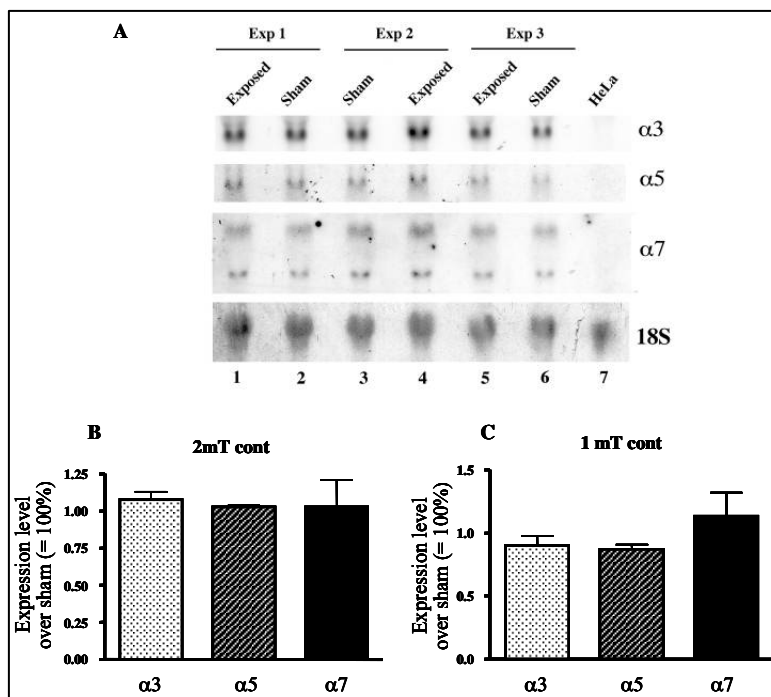 A
Exp 1 Exp 2 Exp 3
Exposed Sham Sham Exposed Exposed Sham HeLa
α3
α5
α7
18S
1 2 3 4 5 6 7
B
2mT cont
Expression level
over sham (= 100%)
1.25
1.00
0.75
0.50
0.25
0.00
α3 α5 α7
C
1 mT cont
Expression level
over sham (= 100%)
1.5
1.0
0.5
0.0
α3 α5 α7